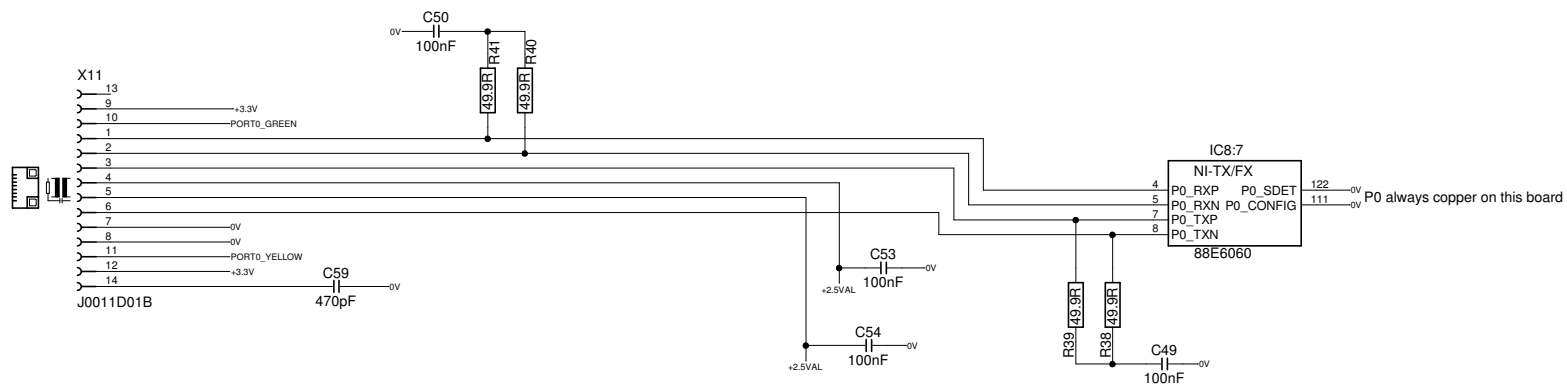 C50
0V
100nF
R41
R40
49.9R
49.9R
X11
13
9
+3.3V
10
PORT0_GREEN
1
2
3
4
5
6
7
0V
8
0V
11
PORT0_YELLOW
12
+3.3V
14
J0011D01B
C59
470pF
0V
C53
0V
100nF
+2.5VAL
C54
0V
100nF
+2.5VAL
IC8:7
NI-TX/FX
4 P0_RXP P0_SDET 122 0V
5 P0_RXN P0_CONFIG 111 0V
P0 always copper on this board
7 P0_TXP
8 P0_TXN
88E6060
49.9R
49.9R
R39
R38
C49
0V
100nF